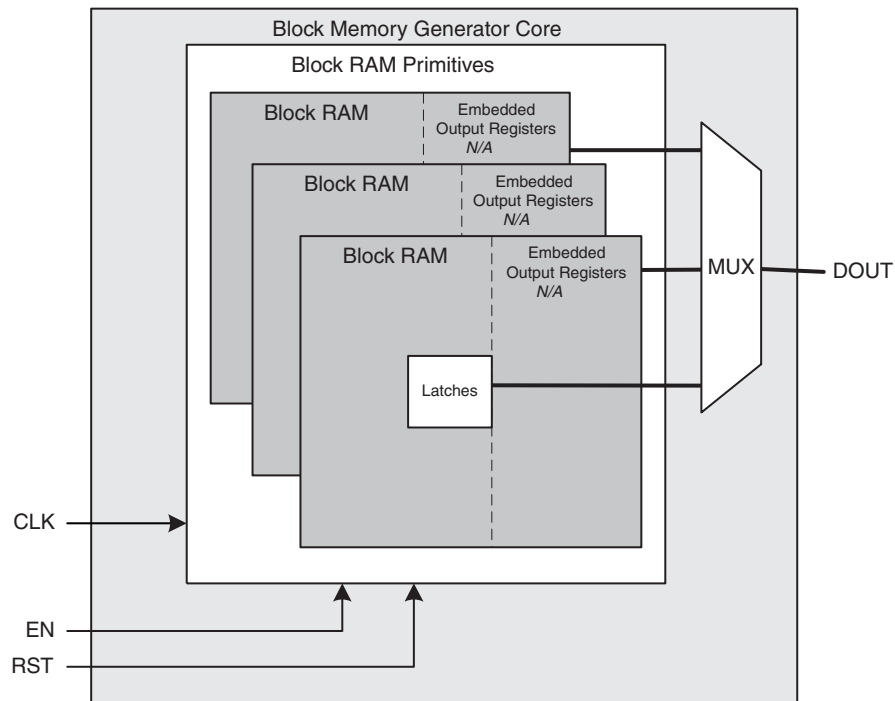 Block Memory Generator Core
Block RAM Primitives
Block RAM
Embedded
Output Registers
N/A
Block RAM
Embedded
Output Registers
N/A
Block RAM
Embedded
Output Registers
N/A
MUX
DOUT
Latches
CLK
EN
RST